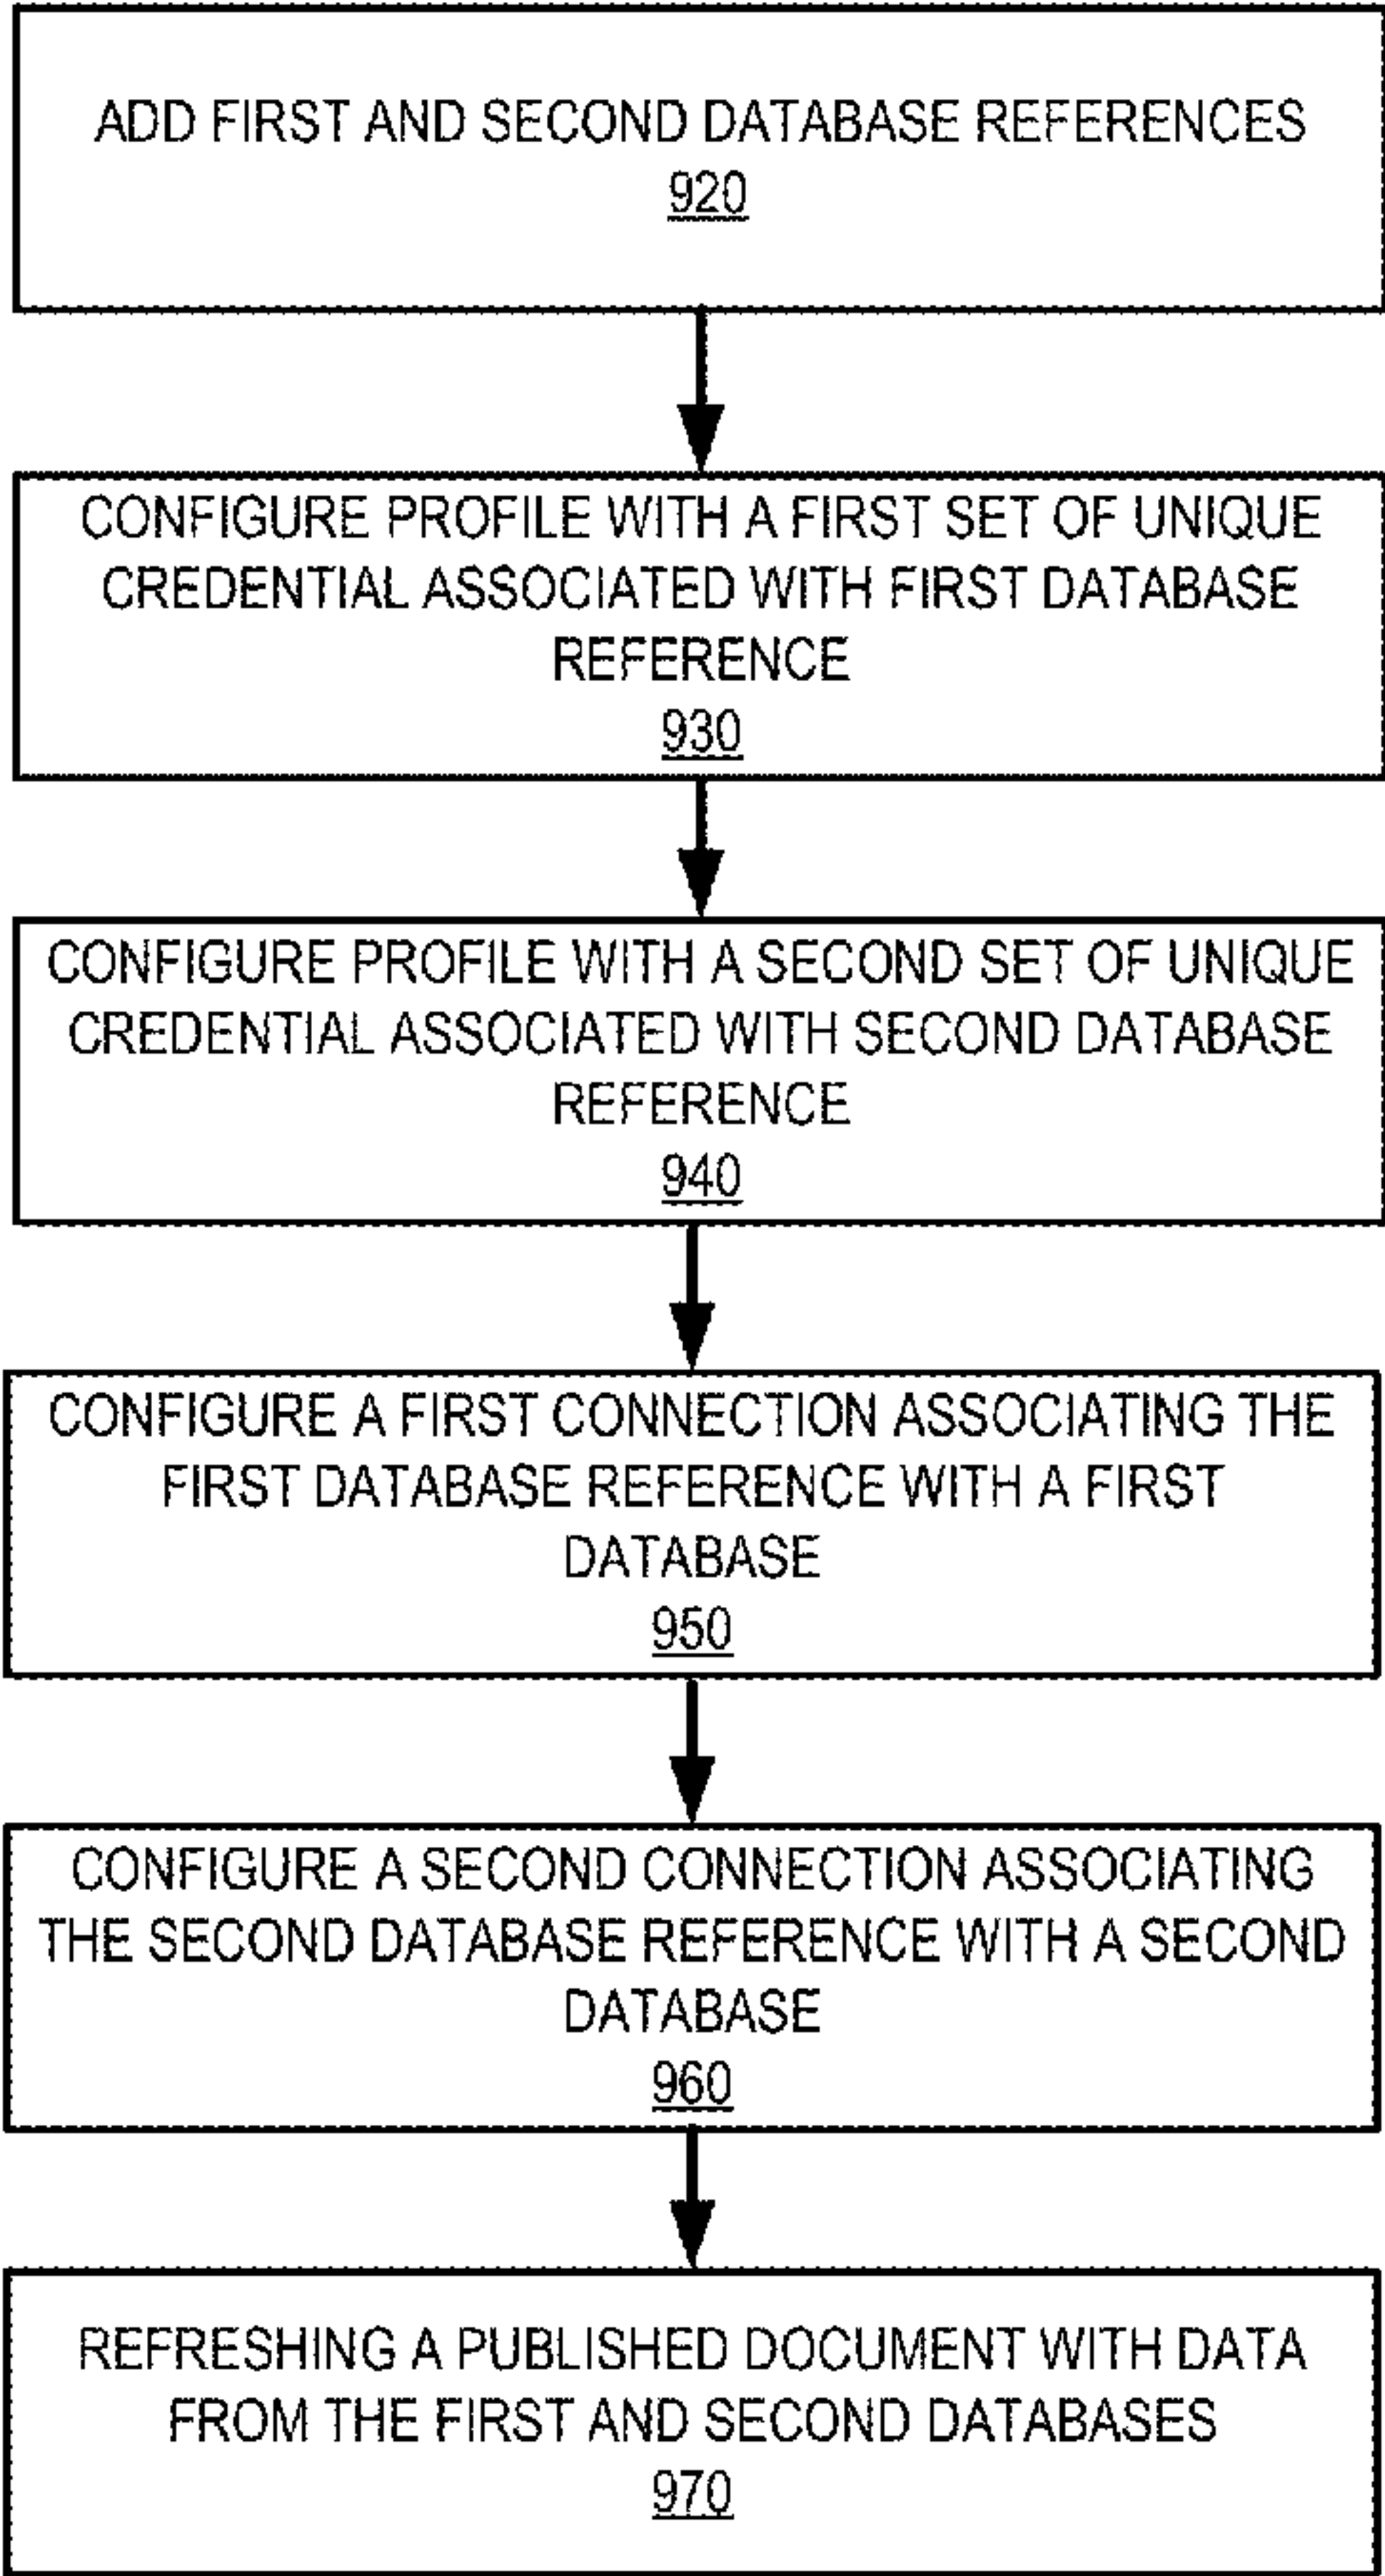 ADD FIRST AND SECOND DATABASE REFERENCES
920
CONFIGURE PROFILE WITH A FIRST SET OF UNIQUE
CREDENTIAL ASSOCIATED WITH FIRST DATABASE
REFERENCE
930
CONFIGURE PROFILE WITH A SECOND SET OF UNIQUE
CREDENTIAL ASSOCIATED WITH SECOND DATABASE
REFERENCE
940
CONFIGURE A FIRST CONNECTION ASSOCIATING THE
FIRST DATABASE REFERENCE WITH A FIRST
DATABASE
950
CONFIGURE A SECOND CONNECTION ASSOCIATING
THE SECOND DATABASE REFERENCE WITH A SECOND
DATABASE
960
REFRESHING A PUBLISHED DOCUMENT WITH DATA
FROM THE FIRST AND SECOND DATABASES
970